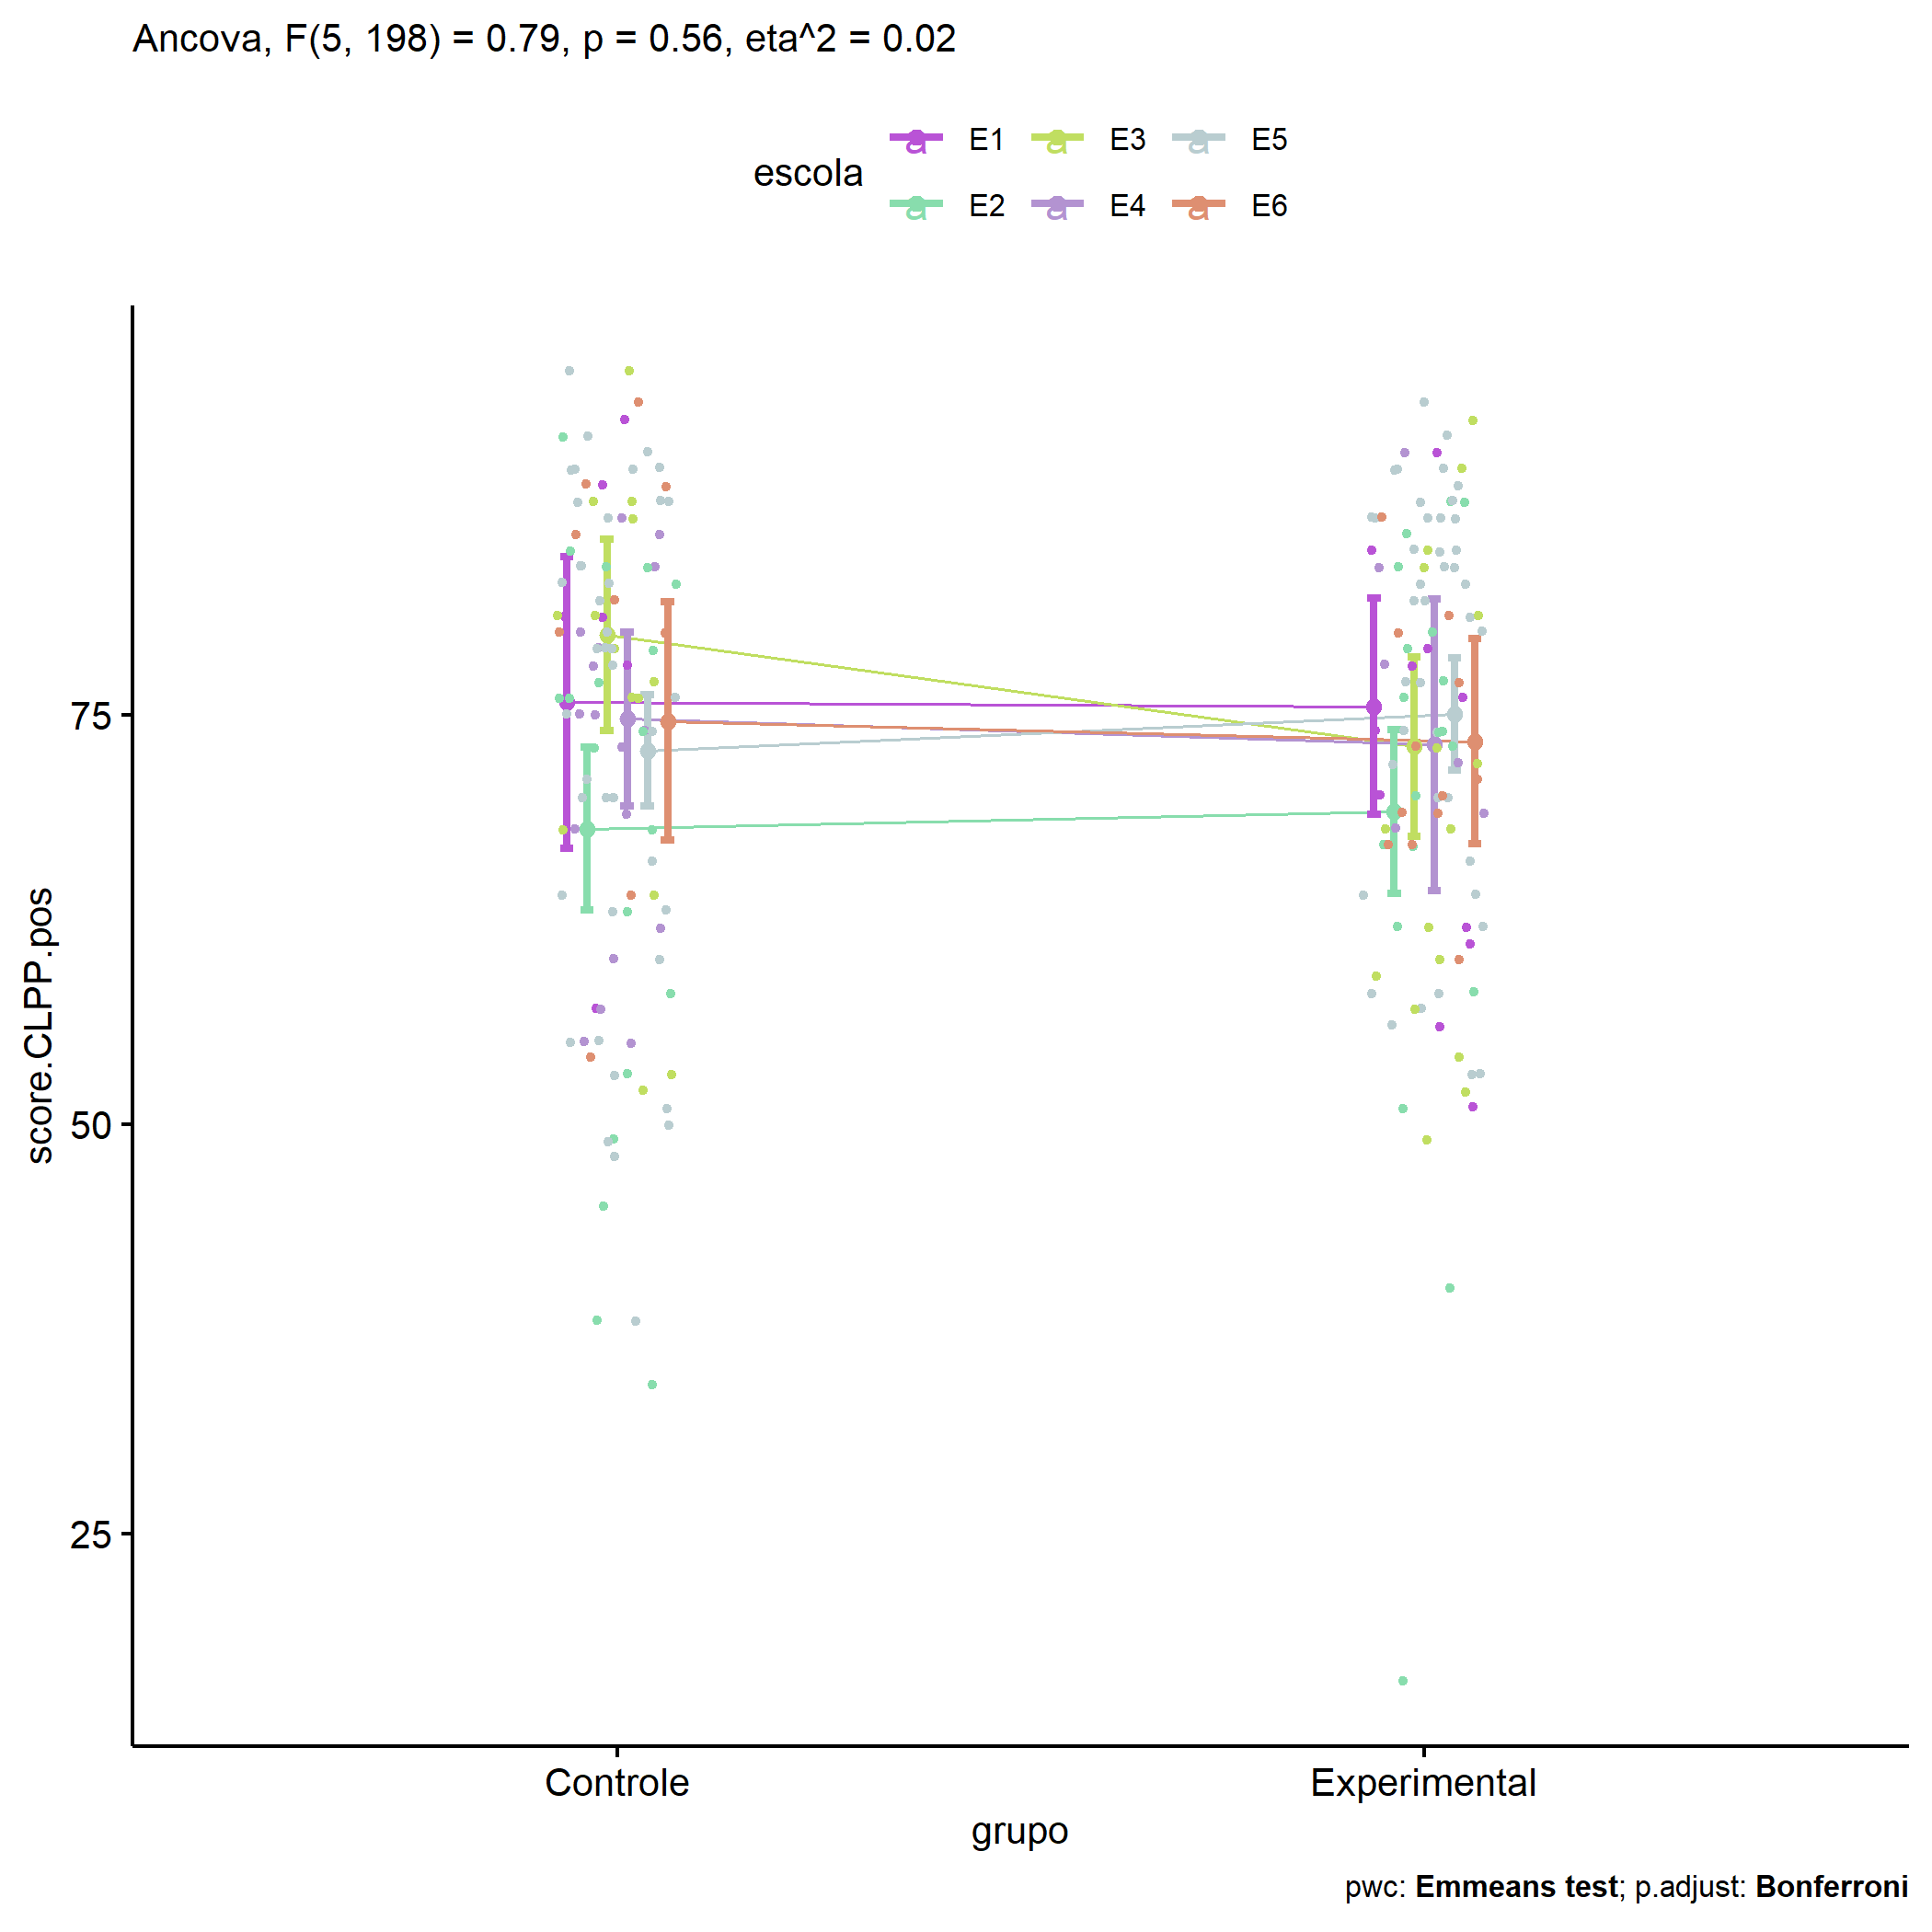 Ancova, F(5, 198) = 0.79, p = 0.56, eta^2 = 0.02
escola
a E1 a E3 a E5
a E2 a E4 a E6
score.CLPP.pos
75
50
25
Controle Experimental
grupo
pwc: Emmeans test; p.adjust: Bonferroni